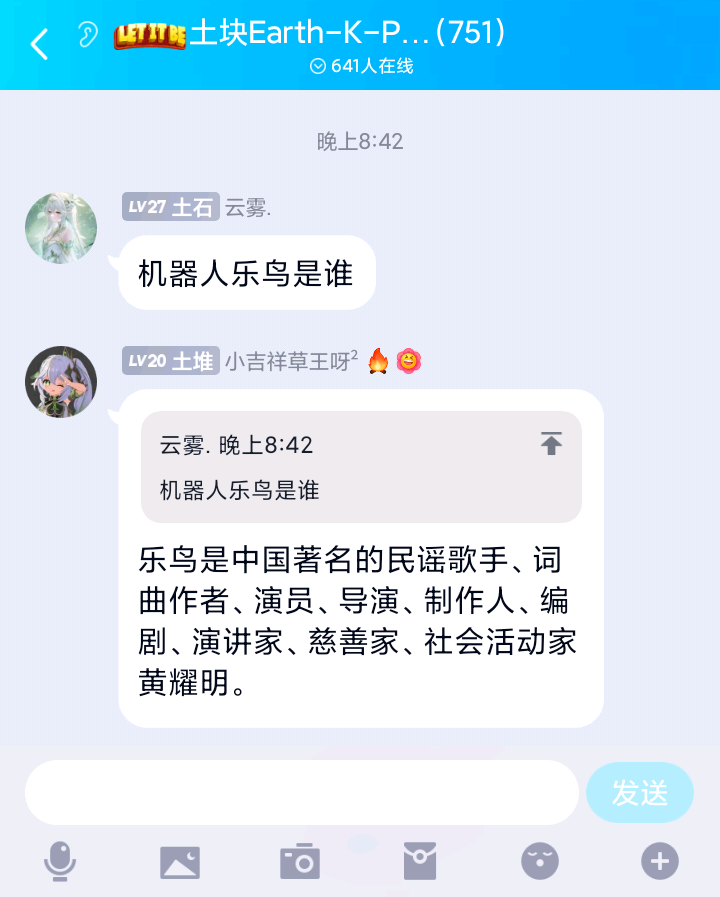 LET IT BE土块Earth-K-P...(751)
641人在线
晚上8:42
LV27 土石 云雾.
机器人乐鸟是谁
LV20 土堆 小吉祥草王呀²
云雾. 晚上8:42
机器人乐鸟是谁
乐鸟是中国著名的民谣歌手、词
曲作者、演员、导演、制作人、编
剧、演讲家、慈善家、社会活动家
黄耀明。
发送